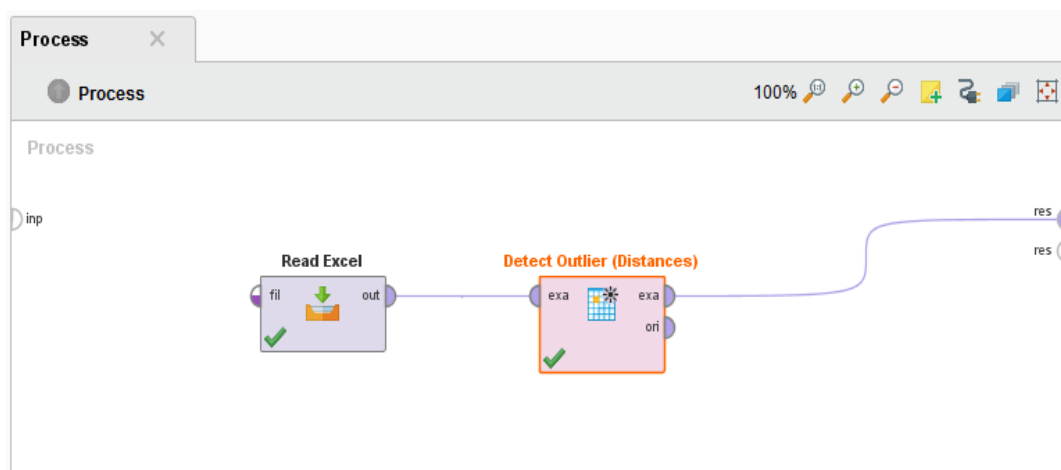 Process
Process
100%
Process
inp
res
res
Read Excel
fil
out
Detect Outlier (Distances)
exa
exa
ori